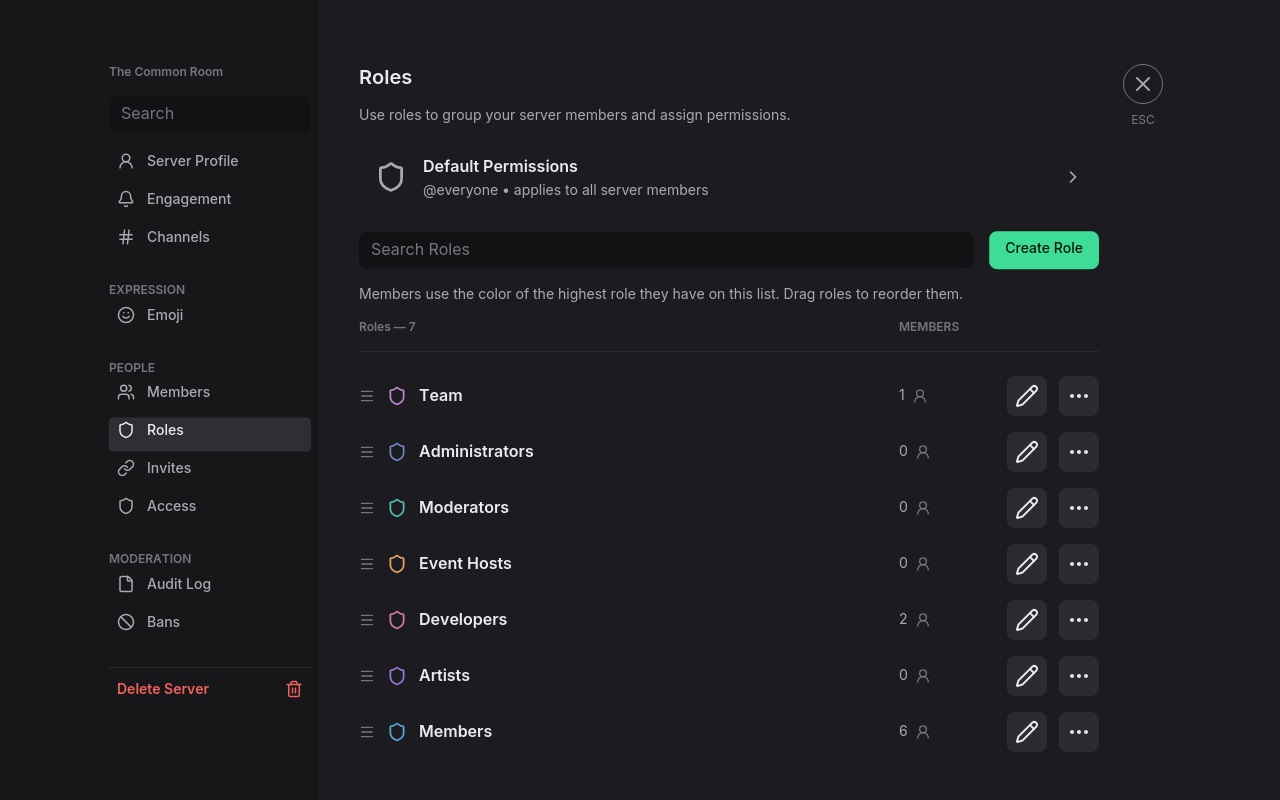 The Common Room
Search
Server Profile
Engagement
Channels
EXPRESSION
Emoji
PEOPLE
Members
Roles
Invites
Access
MODERATION
Audit Log
Bans
Delete Server
Roles
Use roles to group your server members and assign permissions.
ESC
Default Permissions
@everyone • applies to all server members
Search Roles
Create Role
Members use the color of the highest role they have on this list. Drag roles to reorder them.
Roles — 7 MEMBERS
Team 1
Administrators 0
Moderators 0
Event Hosts 0
Developers 2
Artists 0
Members 6